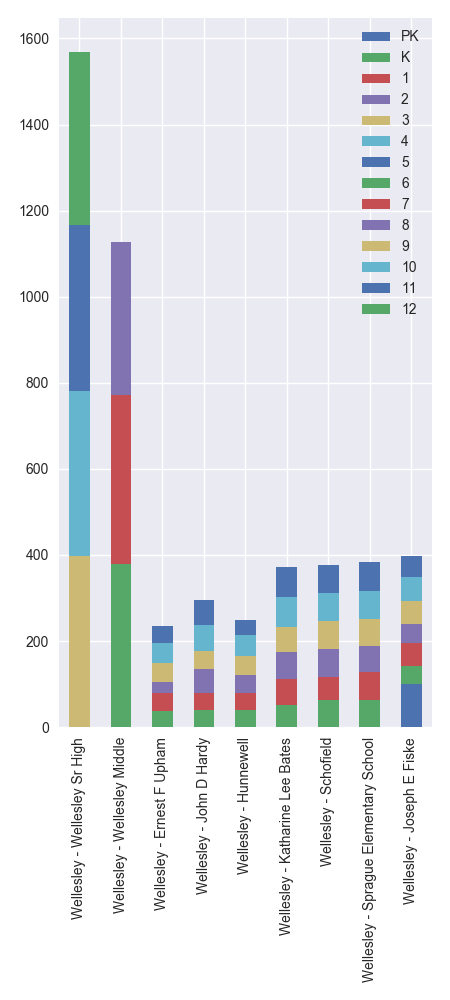 1600
1400
1200
1000
800
600
400
200
0
PK
K
1
2
3
4
5
6
7
8
9
10
11
12
Wellesley - Wellesley Sr High
Wellesley - Wellesley Middle
Wellesley - Ernest F Upham
Wellesley - John D Hardy
Wellesley - Hunnewell
Wellesley - Katharine Lee Bates
Wellesley - Schofield
Wellesley - Sprague Elementary School
Wellesley - Joseph E Fiske